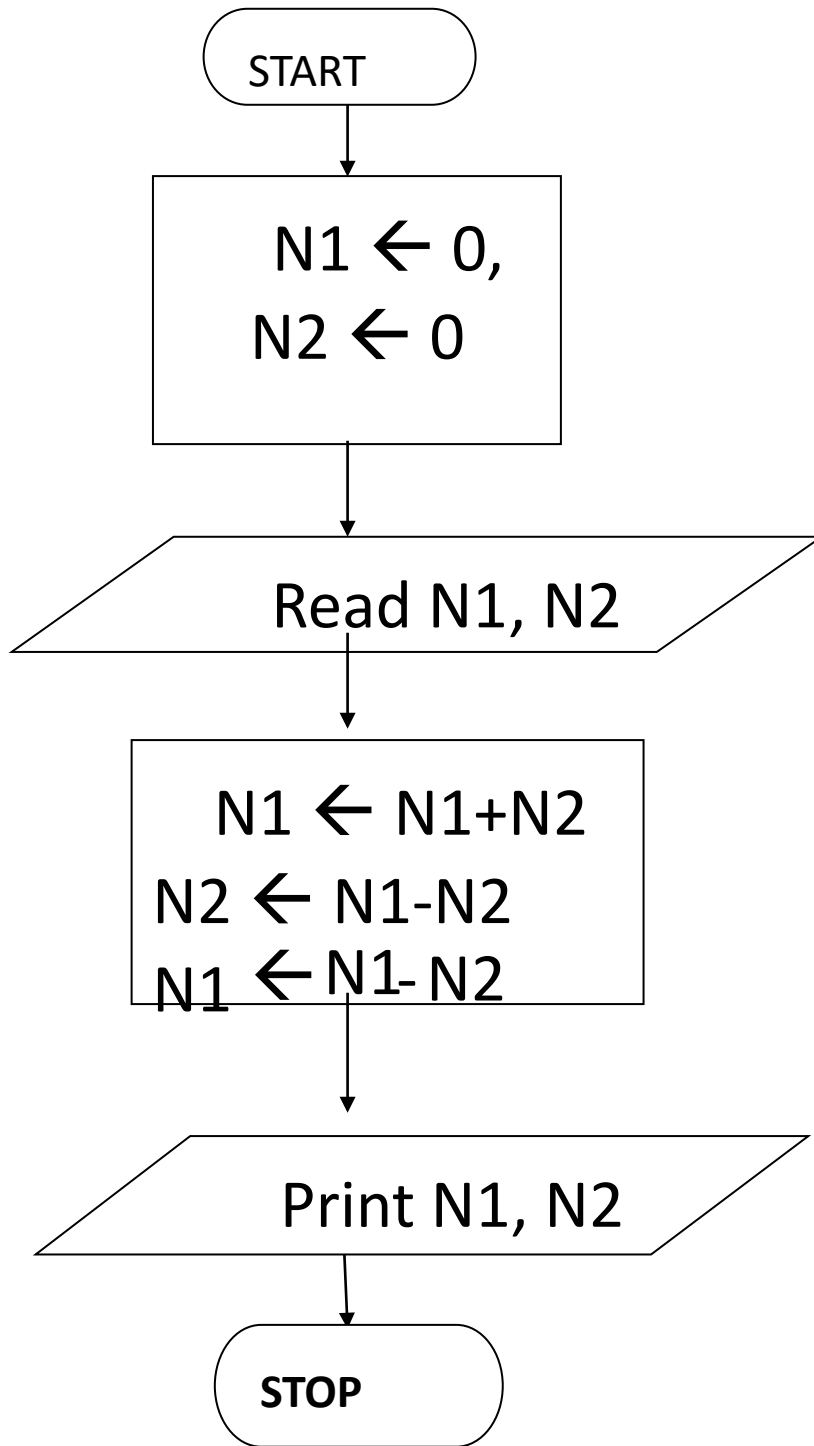 START
N1 ← 0,
N2 ← 0
Read N1, N2
N1 ← N1+N2
N2 ← N1-N2
N1 ← N1- N2
Print N1, N2
STOP